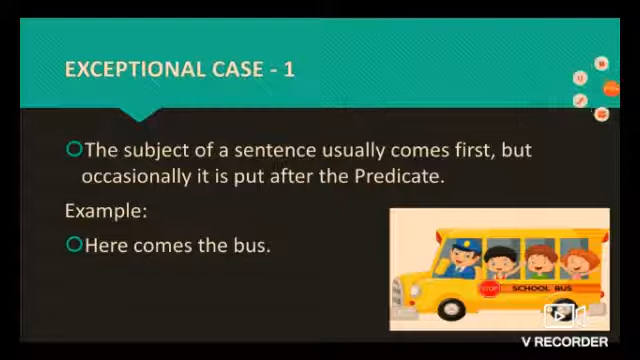 EXCEPTIONAL CASE - 1
The subject of a sentence usually comes first, but
occasionally it is put after the Predicate.
Example:
Here comes the bus.
STOP SCHOOL BUS
V RECORDER